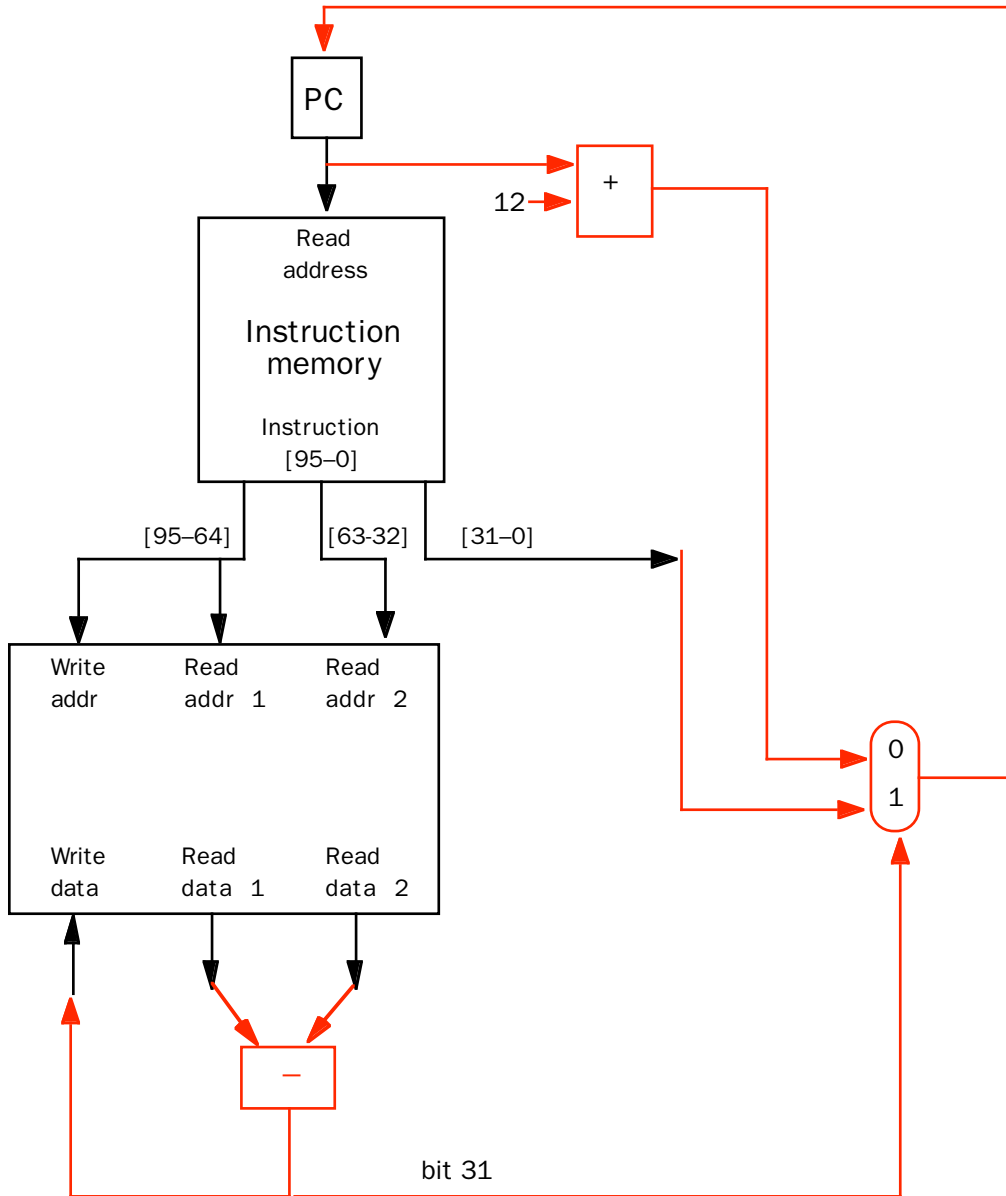 PC
+
12
Read
address
Instruction
memory
Instruction
[95–0]
[95–64]
[63-32]
[31–0]
Write
addr
Read
addr 1
Read
addr 2
0
1
Write
data
Read
data 1
Read
data 2
–
bit 31